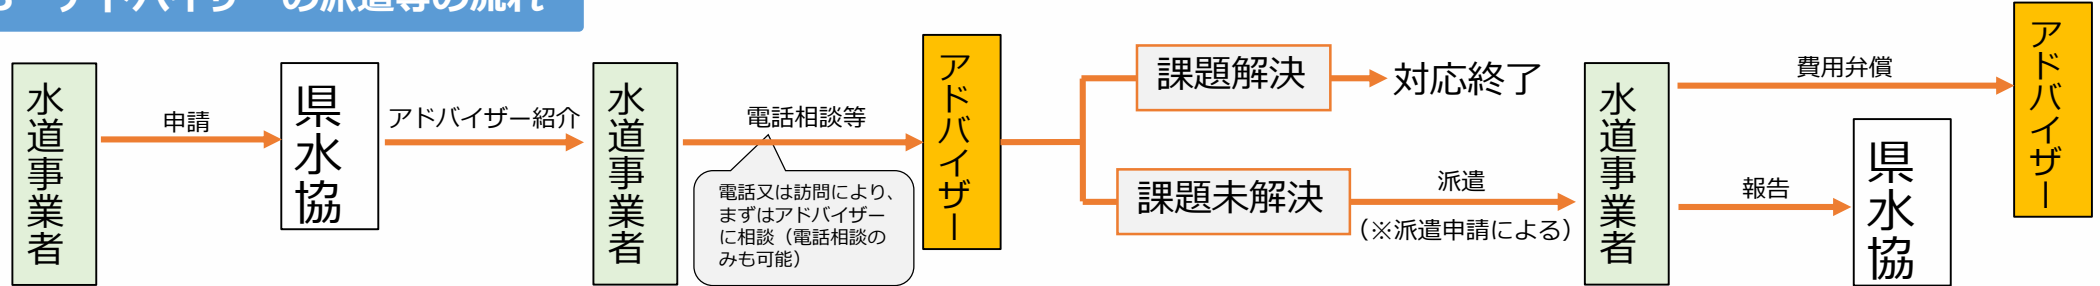 アドバイザーの派遣等の流れ
水道事業者
申請
県水協
アドバイザー紹介
水道事業者
電話相談等
電話又は訪問により、
まずはアドバイザー
に相談（電話相談の
みも可能）
アドバイザー
課題解決
対応終了
課題未解決
派遣
（※派遣申請による）
水道事業者
費用弁償
アドバイザー
報告
県水協